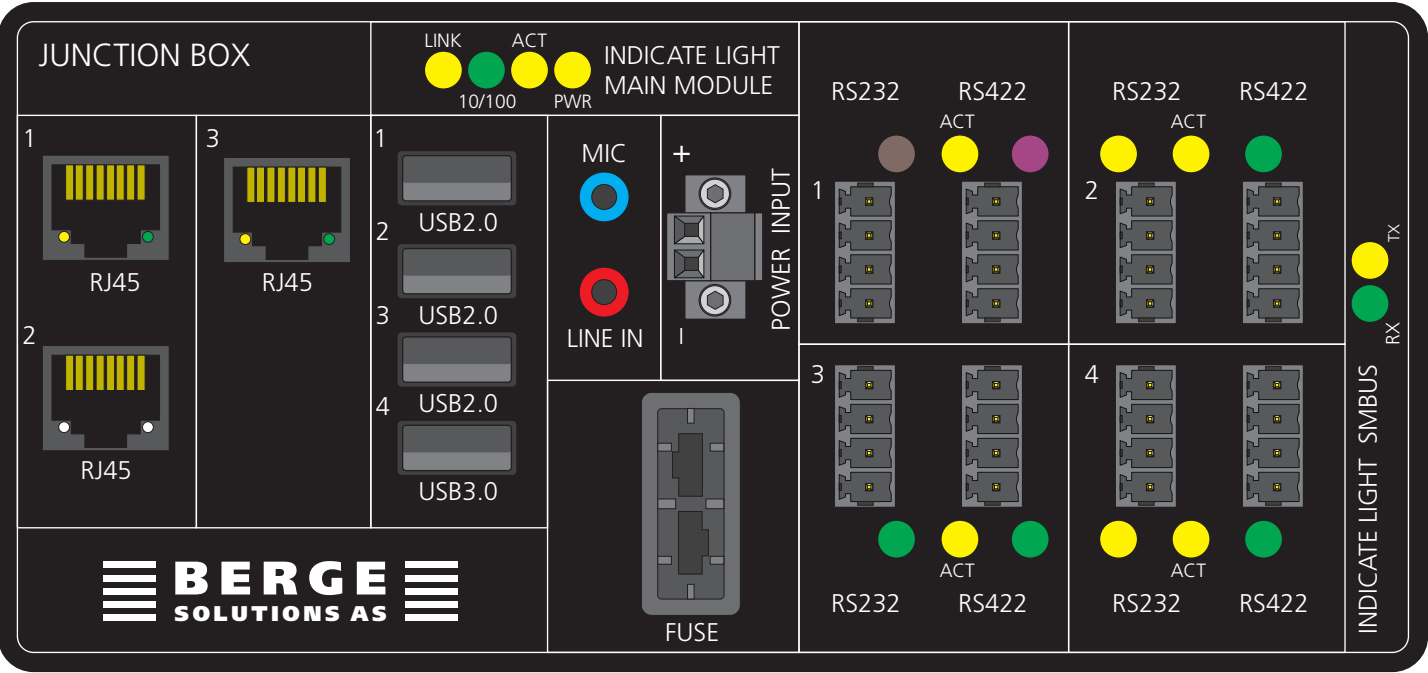 JUNCTION BOX
LINK
ACT
10/100
PWR
INDICATE LIGHT
MAIN MODULE
1
RJ45
2
RJ45
3
RJ45
1
USB2.0
2
USB2.0
3
USB2.0
4
USB3.0
MIC
LINE IN
+
I
POWER INPUT
FUSE
RS232
RS422
ACT
1
RS232
RS422
ACT
2
3
ACT
RS232
RS422
4
ACT
RS232
RS422
TX
RX
INDICATE LIGHT SMBUS
BERGE
SOLUTIONS AS